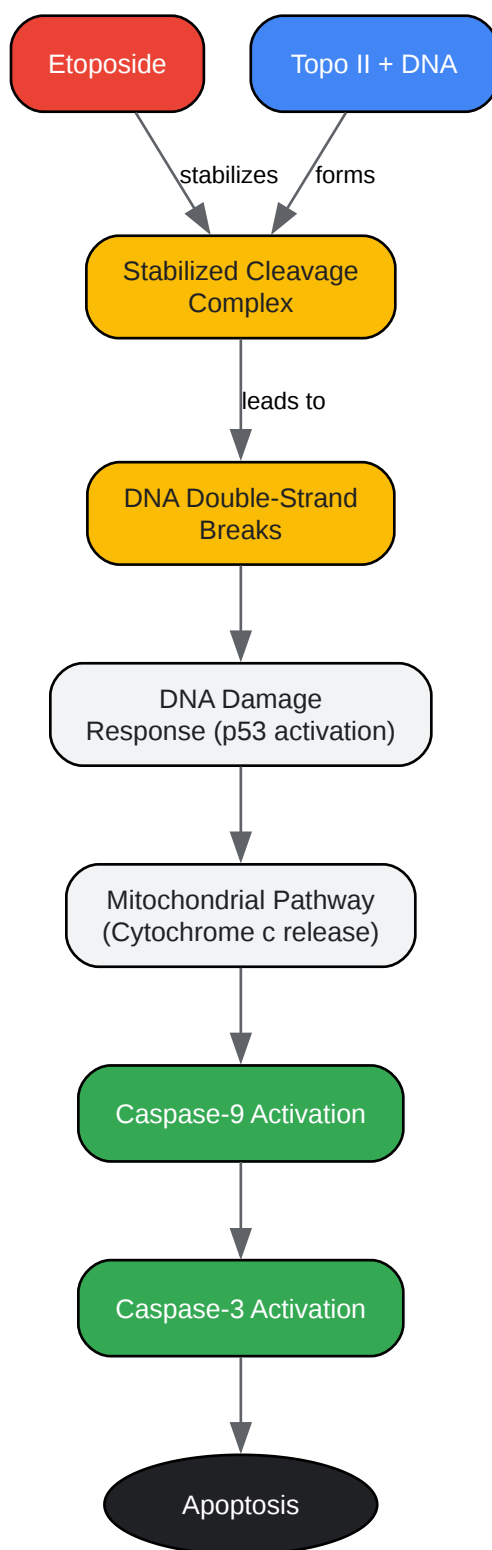 Etoposide
Topo II + DNA
stabilizes
forms
Stabilized Cleavage
Complex
leads to
DNA Double-Strand
Breaks
DNA Damage
Response (p53 activation)
Mitochondrial Pathway
(Cytochrome c release)
Caspase-9 Activation
Caspase-3 Activation
Apoptosis